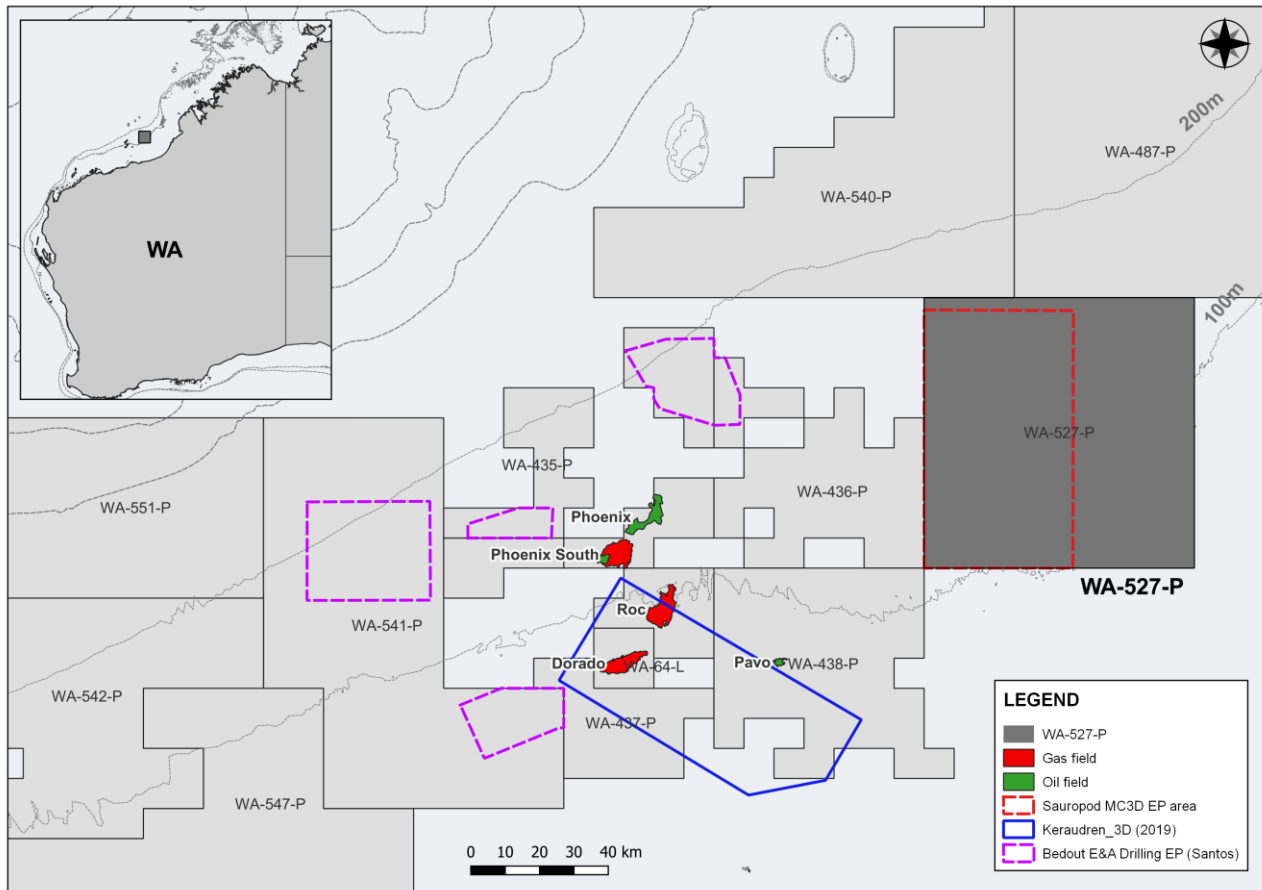 WA
200m
WA-487-P
WA-540-P
100m
WA-527-P
WA-435-P
WA-551-P
WA-436-P
Phoenix
Phoenix South
WA-527-P
Roc
WA-541-P
Dorado
WA-64-L
Pavo
WA-438-P
WA-542-P
WA-437-P
WA-547-P
LEGEND
WA-527-P
Gas field
Oil field
Sauropod MC3D EP area
Keraudren_3D (2019)
Bedout E&A Drilling EP (Santos)
0 10 20 30 40 km